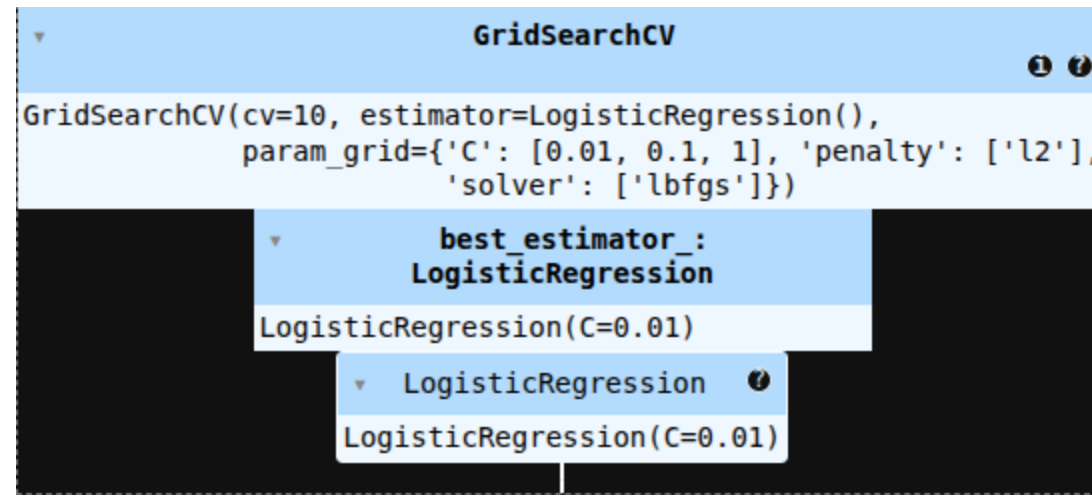 GridSearchCV
GridSearchCV(cv=10, estimator=LogisticRegression(),
param_grid={'C': [0.01, 0.1, 1], 'penalty': ['l2'],
'solver': ['lbfgs']})
best_estimator_:
LogisticRegression
LogisticRegression(C=0.01)
LogisticRegression ?
LogisticRegression(C=0.01)